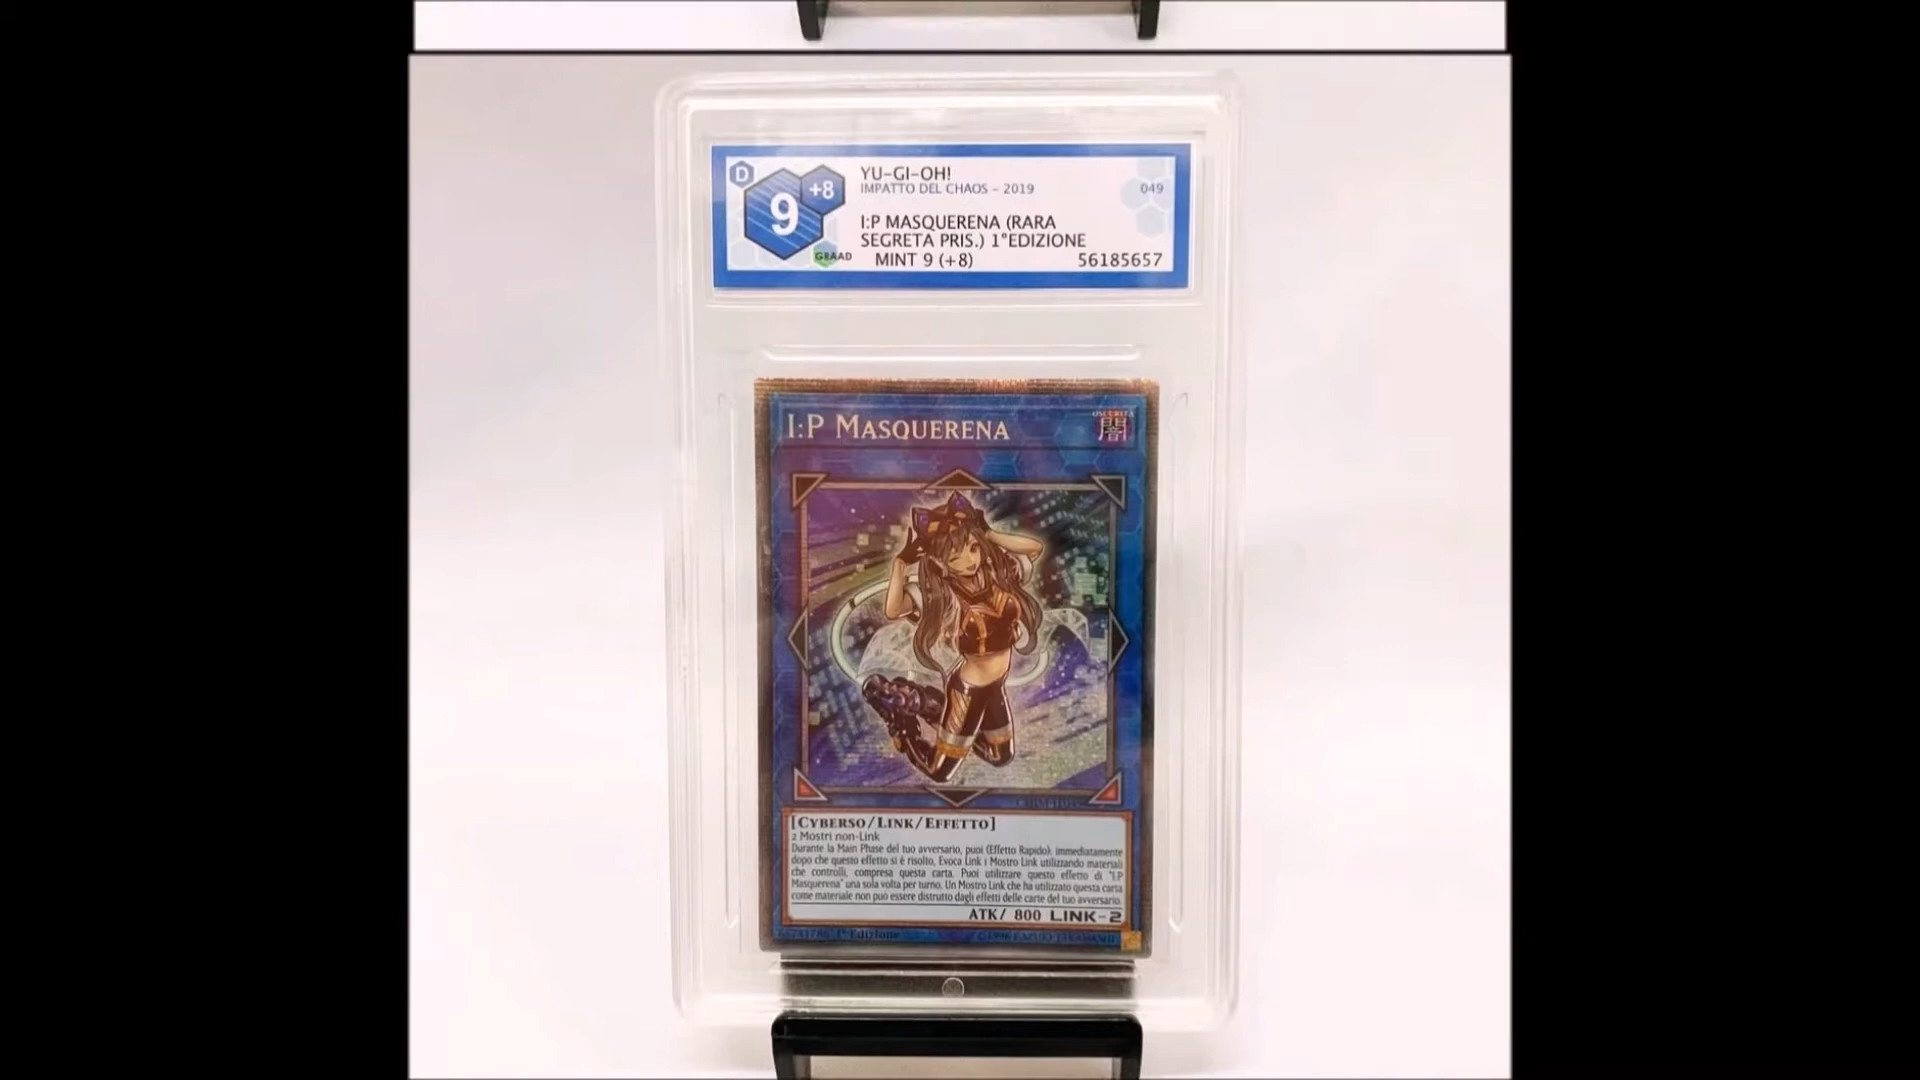 D
9
+8
GRAAD
YU-GI-OH!
IMPATTO DEL CHAOS - 2019
049
I:P MASQUERENA (RARA
SEGRETA PRIS.) 1°EDIZIONE
MINT 9 (+8)
56185657
I:P MASQUERENA
OSCURITÀ
闇
[CYBERSO/LINK/EFFETTO]
2 Mostri non-Link
Durante la Main Phase del tuo avversario, puoi (Effetto Rapido): immediatamente
dopo che questo effetto si è risolto, Evoca Link 1 Mostro Link utilizzando materiali
che controlli, compresa questa carta. Puoi utilizzare questo effetto di "I:P
Masquerena" una sola volta per turno. Un Mostro Link che ha utilizzato questa carta
come materiale non può essere distrutto dagli effetti delle carte del tuo avversario.
ATK/ 800 LINK-2
1ª Edizione
©1996 KAZUKI TAKAHASHI